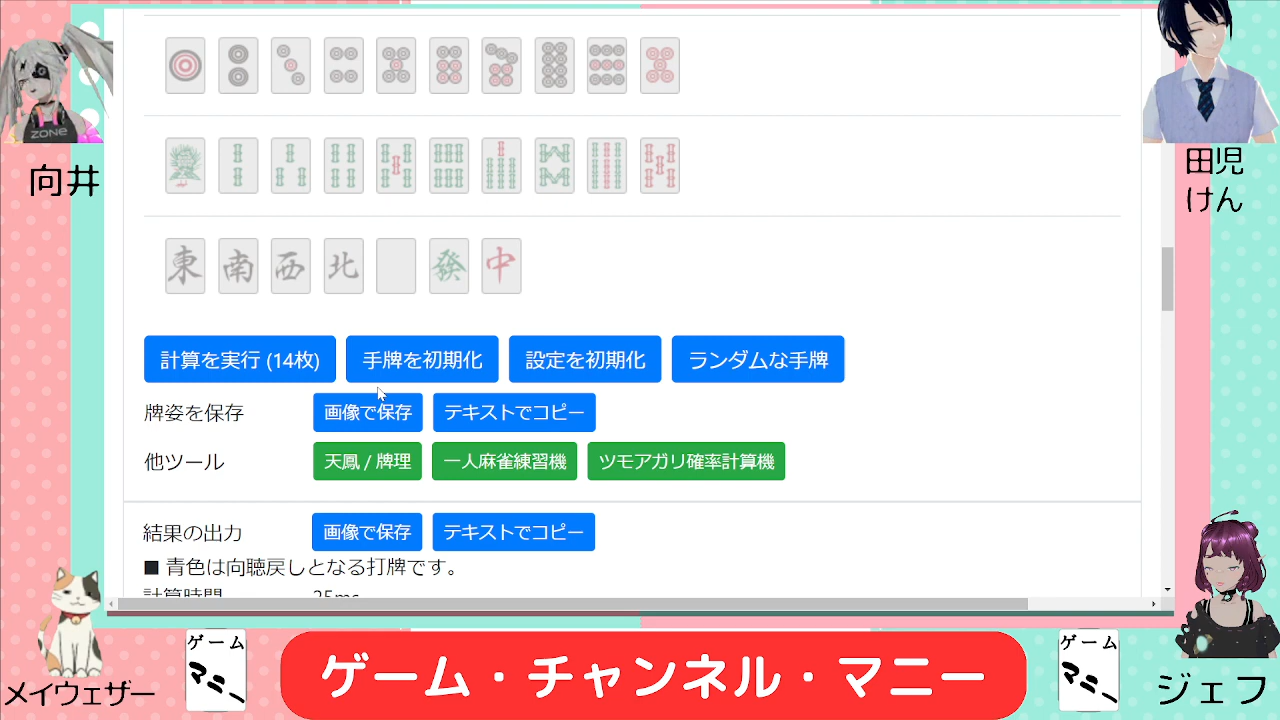 東 南 西 北 發 中
ZONE
向井
田児
けん
計算を実行 (14枚) 手牌を初期化 設定を初期化 ランダムな手牌
牌姿を保存 画像で保存 テキストでコピー
他ツール 天鳳 / 牌理 一人麻雀練習機 ツモアガリ確率計算機
結果の出力 画像で保存 テキストでコピー
■ 青色は向聴戻しとなる打牌です。
計算時間 25ms
メイウェザー
ゲーム
マニー
ゲーム・チャンネル・マニー
ゲーム
マニー
ジェフ